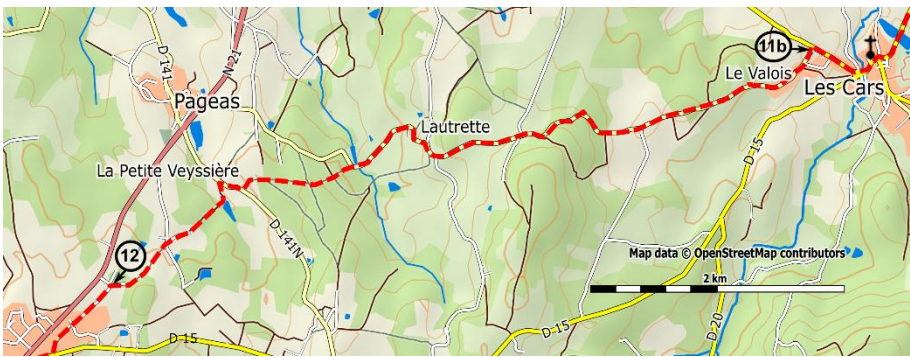 D 141
N 21
11b
Le Valois
Les Cars
Pageas
Lautrette
La Petite Veyssière
D 15
D 141N
12
Map data © OpenStreetMap contributors
2 km
D 15
D 15
D 20